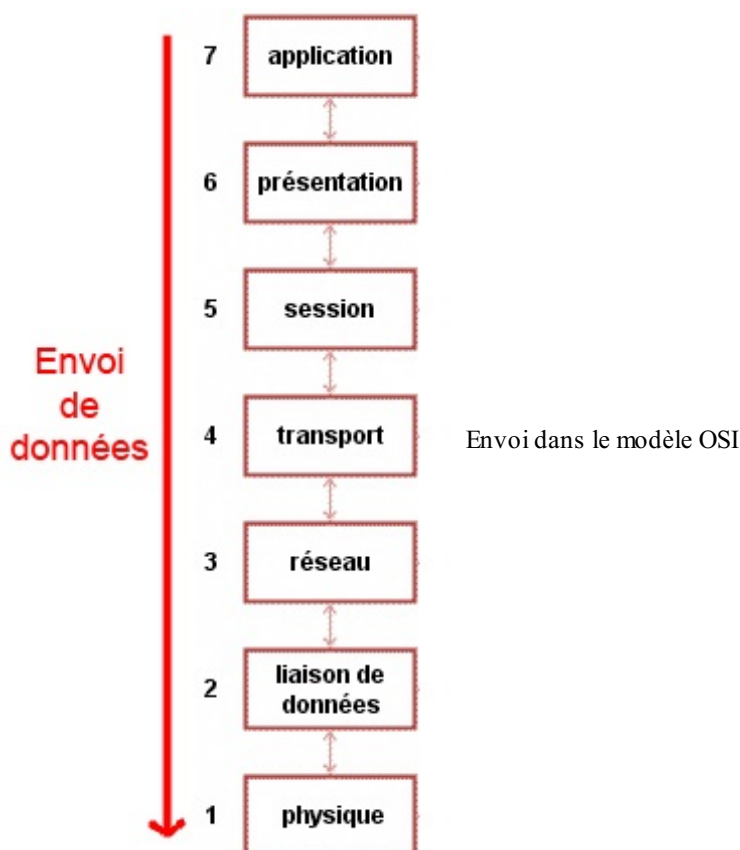 7 application
6 présentation
5 session
Envoi
de
données
4 transport
Envoi dans le modèle OSI
3 réseau
2 liaison de
données
1 physique